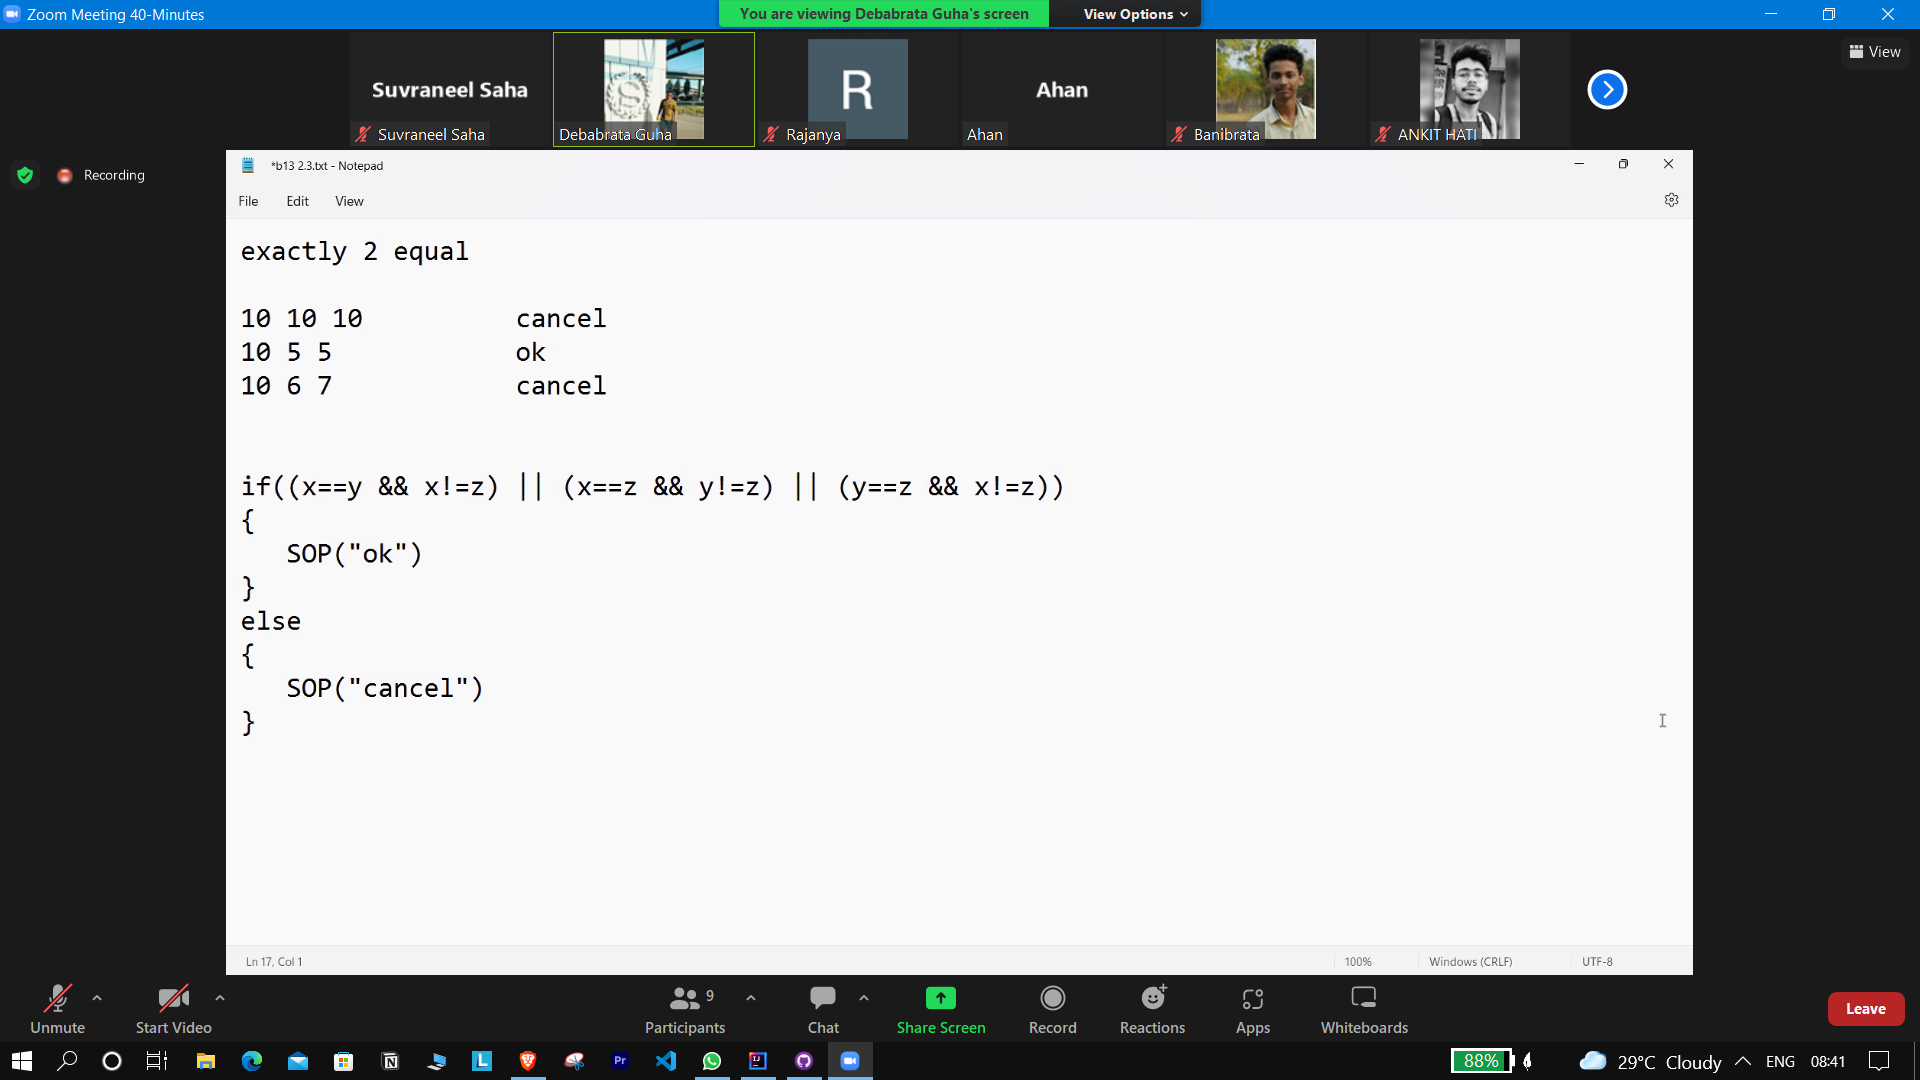 Zoom Meeting 40-Minutes
You are viewing Debabrata Guha's screen View Options
View
Suvraneel Saha
R
Ahan
Suvraneel Saha
Debabrata Guha
Rajanya
Ahan
Banibrata
ANKIT HATI
Recording
*b13 2.3.txt - Notepad
File Edit View
exactly 2 equal
10 10 10 cancel
10 5 5 ok
10 6 7 cancel
if((x==y && x!=z) || (x==z && y!=z) || (y==z && x!=z))
{
SOP("ok")
}
else
{
SOP("cancel")
}
Ln 17, Col 1 100% Windows (CRLF) UTF-8
9
Unmute Start Video Participants Chat Share Screen Record Reactions Apps Whiteboards Leave
L Pr 88% 29°C Cloudy ENG 08:41